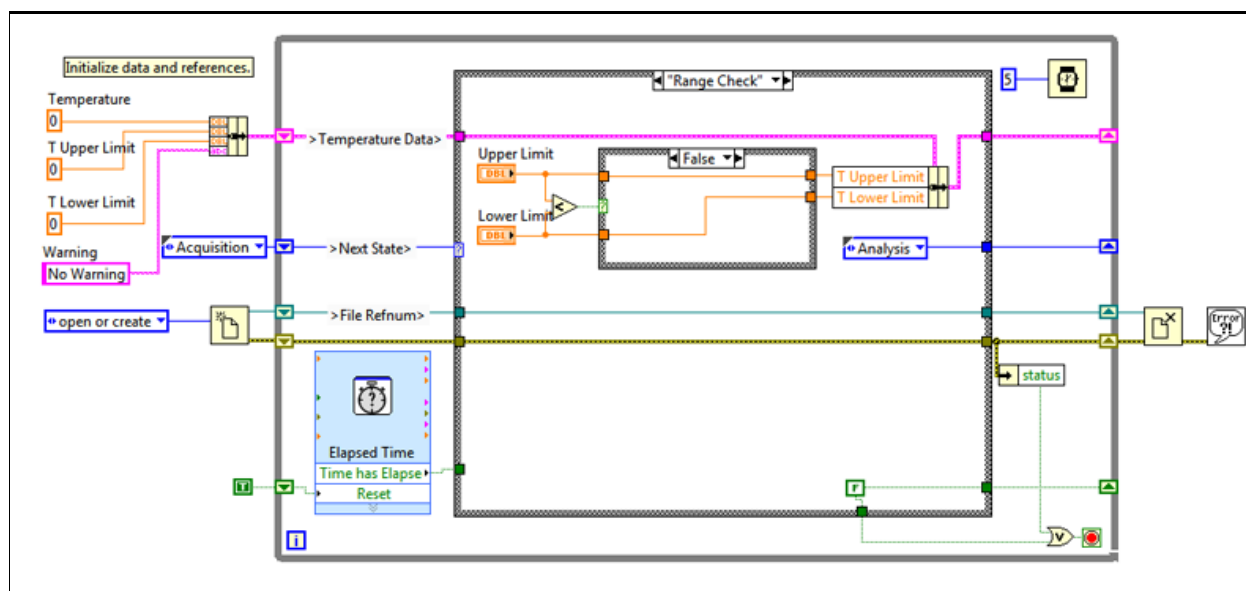 Initialize data and references.
Temperature
0
T Upper Limit
0
T Lower Limit
0
Warning
No Warning
Acquisition
open or create
>Temperature Data>
>Next State>
>File Refnum>
Elapsed Time
Time has Elapse
Reset
T
i
"Range Check"
Upper Limit
DBL
Lower Limit
DBL
False
<
?
?
T Upper Limit
T Lower Limit
Analysis
5
status
F
V
Error
?!